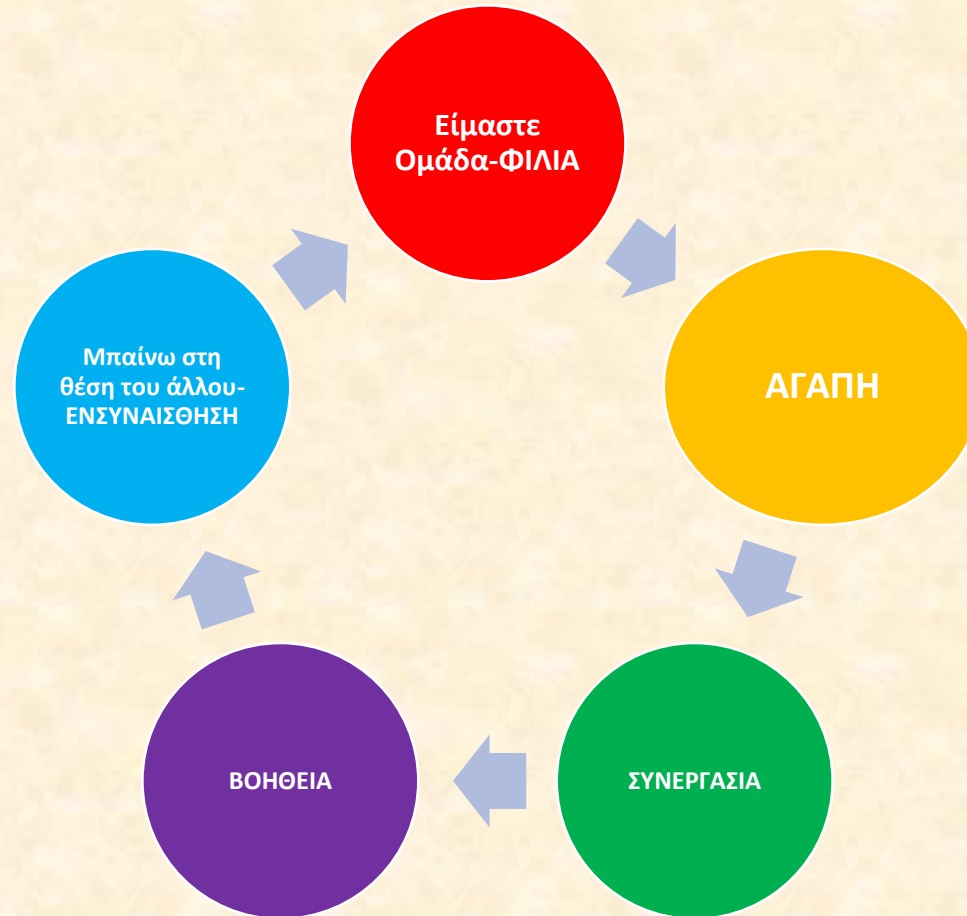 Είμαστε
Ομάδα-ΦΙΛΙΑ
ΑΓΑΠΗ
ΣΥΝΕΡΓΑΣΙΑ
ΒΟΗΘΕΙΑ
Μπαίνω στη
θέση του άλλου-
ΕΝΣΥΝΑΙΣΘΗΣΗ